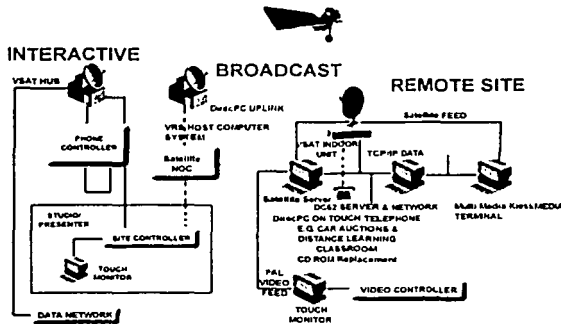 INTERACTIVE
VSAT HUB
PHONE
CONTROLLER
STUDIO/
PRESENTER
SITE CONTROLLER
TOUCH
MONITOR
DATA NETWORK
BROADCAST
DirecPC UPLINK
VRS HOST COMPUTER
SYSTEM
Satellite
NOC
REMOTE SITE
Satellite FEED
VSAT INDOOR
UNIT
TCP/IP DATA
Satellite Server
DC62 SERVER & NETWORK
DirecPC ON TOUCH TELEPHONE
E.G. CAR AUCTIONS &
DISTANCE LEARNING
CLASSROOM
CD ROM Replacement
Multi Media Kiosk/MEDIA
TERMINAL
PAL
VIDEO
FEED
TOUCH
MONITOR
VIDEO CONTROLLER